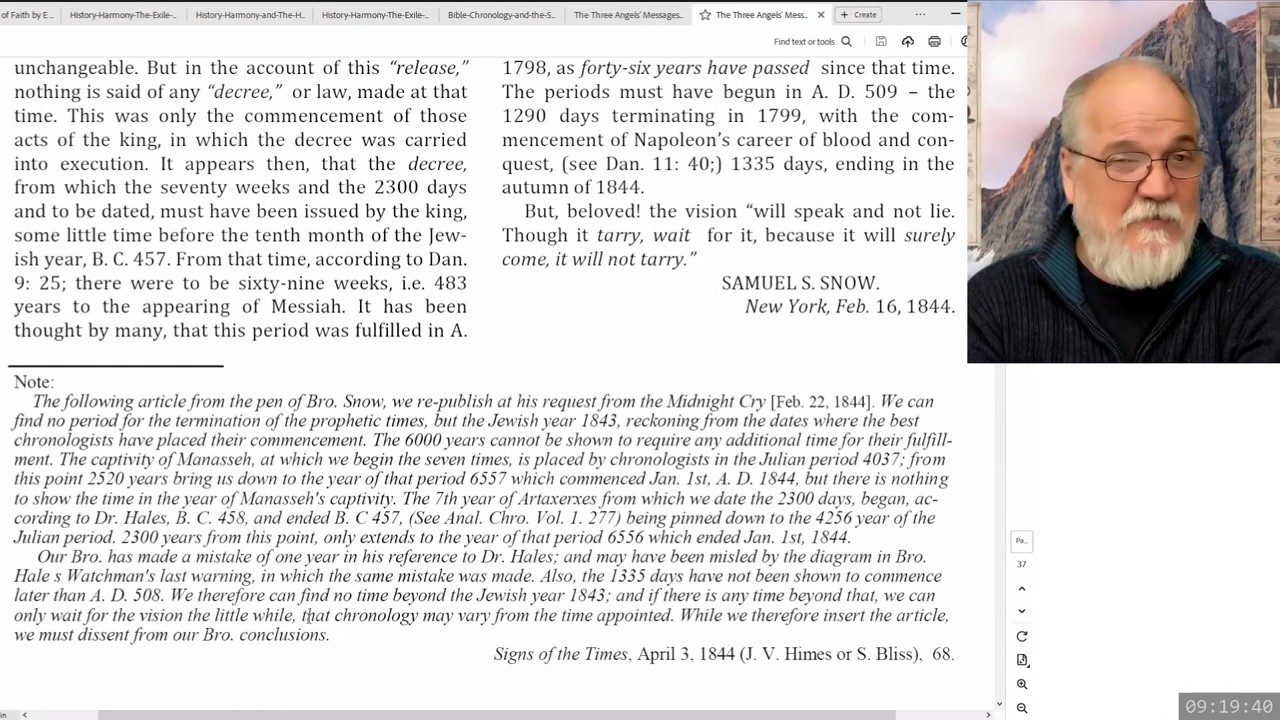 of Faith by E...
History-Harmony-The-Exile-...
History-Harmony-and-The-H...
History-Harmony-The-Exile-...
Bible-Chronology-and-the-S...
The Three Angels' Messages...
The Three Angels' Mess...
Create
Find text or tools
unchangeable. But in the account of this “release,”
nothing is said of any “decree,” or law, made at that
time. This was only the commencement of those
acts of the king, in which the decree was carried
into execution. It appears then, that the decree,
from which the seventy weeks and the 2300 days
and to be dated, must have been issued by the king,
some little time before the tenth month of the Jew-
ish year, B. C. 457. From that time, according to Dan.
9: 25; there were to be sixty-nine weeks, i.e. 483
years to the appearing of Messiah. It has been
thought by many, that this period was fulfilled in A.
1798, as forty-six years have passed since that time.
The periods must have begun in A. D. 509 – the
1290 days terminating in 1799, with the com-
mencement of Napoleon’s career of blood and con-
quest, (see Dan. 11: 40;) 1335 days, ending in the
autumn of 1844.
But, beloved! the vision “will speak and not lie.
Though it tarry, wait for it, because it will surely
come, it will not tarry.”
SAMUEL S. SNOW.
New York, Feb. 16, 1844.
Note:
The following article from the pen of Bro. Snow, we re-publish at his request from the Midnight Cry [Feb. 22, 1844]. We can
find no period for the termination of the prophetic times, but the Jewish year 1843, reckoning from the dates where the best
chronologists have placed their commencement. The 6000 years cannot be shown to require any additional time for their fulfill-
ment. The captivity of Manasseh, at which we begin the seven times, is placed by chronologists in the Julian period 4037; from
this point 2520 years bring us down to the year of that period 6557 which commenced Jan. 1st, A. D. 1844, but there is nothing
to show the time in the year of Manasseh's captivity. The 7th year of Artaxerxes from which we date the 2300 days, began, ac-
cording to Dr. Hales, B. C. 458, and ended B. C 457, (See Anal. Chro. Vol. 1. 277) being pinned down to the 4256 year of the
Julian period. 2300 years from this point, only extends to the year of that period 6556 which ended Jan. 1st, 1844.
Our Bro. has made a mistake of one year in his reference to Dr. Hales; and may have been misled by the diagram in Bro.
Hale s Watchman's last warning, in which the same mistake was made. Also, the 1335 days have not been shown to commence
later than A. D. 508. We therefore can find no time beyond the Jewish year 1843; and if there is any time beyond that, we can
only wait for the vision the little while, that chronology may vary from the time appointed. While we therefore insert the article,
we must dissent from our Bro. conclusions.
Signs of the Times, April 3, 1844 (J. V. Himes or S. Bliss), 68.
Pa...
37
in
09:19:40